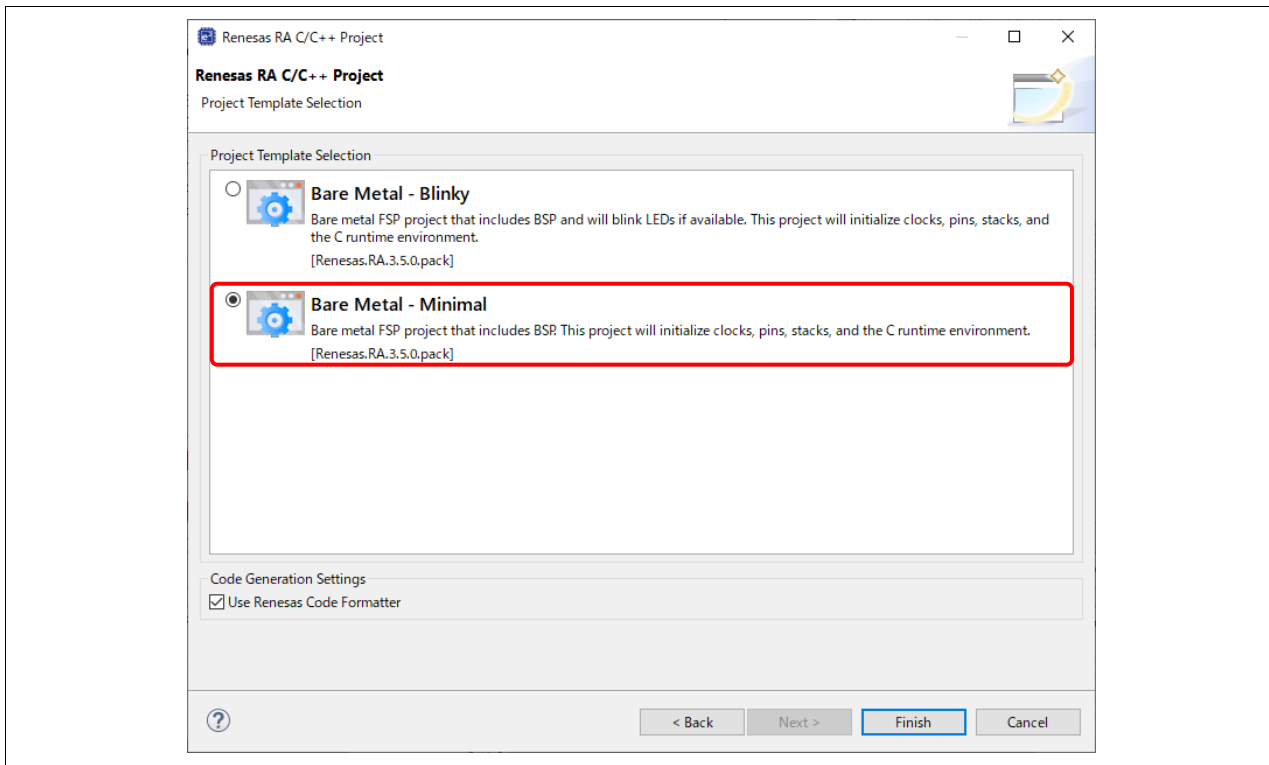 Renesas RA C/C++ Project
Renesas RA C/C++ Project
Project Template Selection
Project Template Selection
Bare Metal - Blinky
Bare metal FSP project that includes BSP and will blink LEDs if available. This project will initialize clocks, pins, stacks, and
the C runtime environment.
[Renesas.RA.3.5.0.pack]
Bare Metal - Minimal
Bare metal FSP project that includes BSP. This project will initialize clocks, pins, stacks, and the C runtime environment.
[Renesas.RA.3.5.0.pack]
Code Generation Settings
Use Renesas Code Formatter
? < Back Next > Finish Cancel